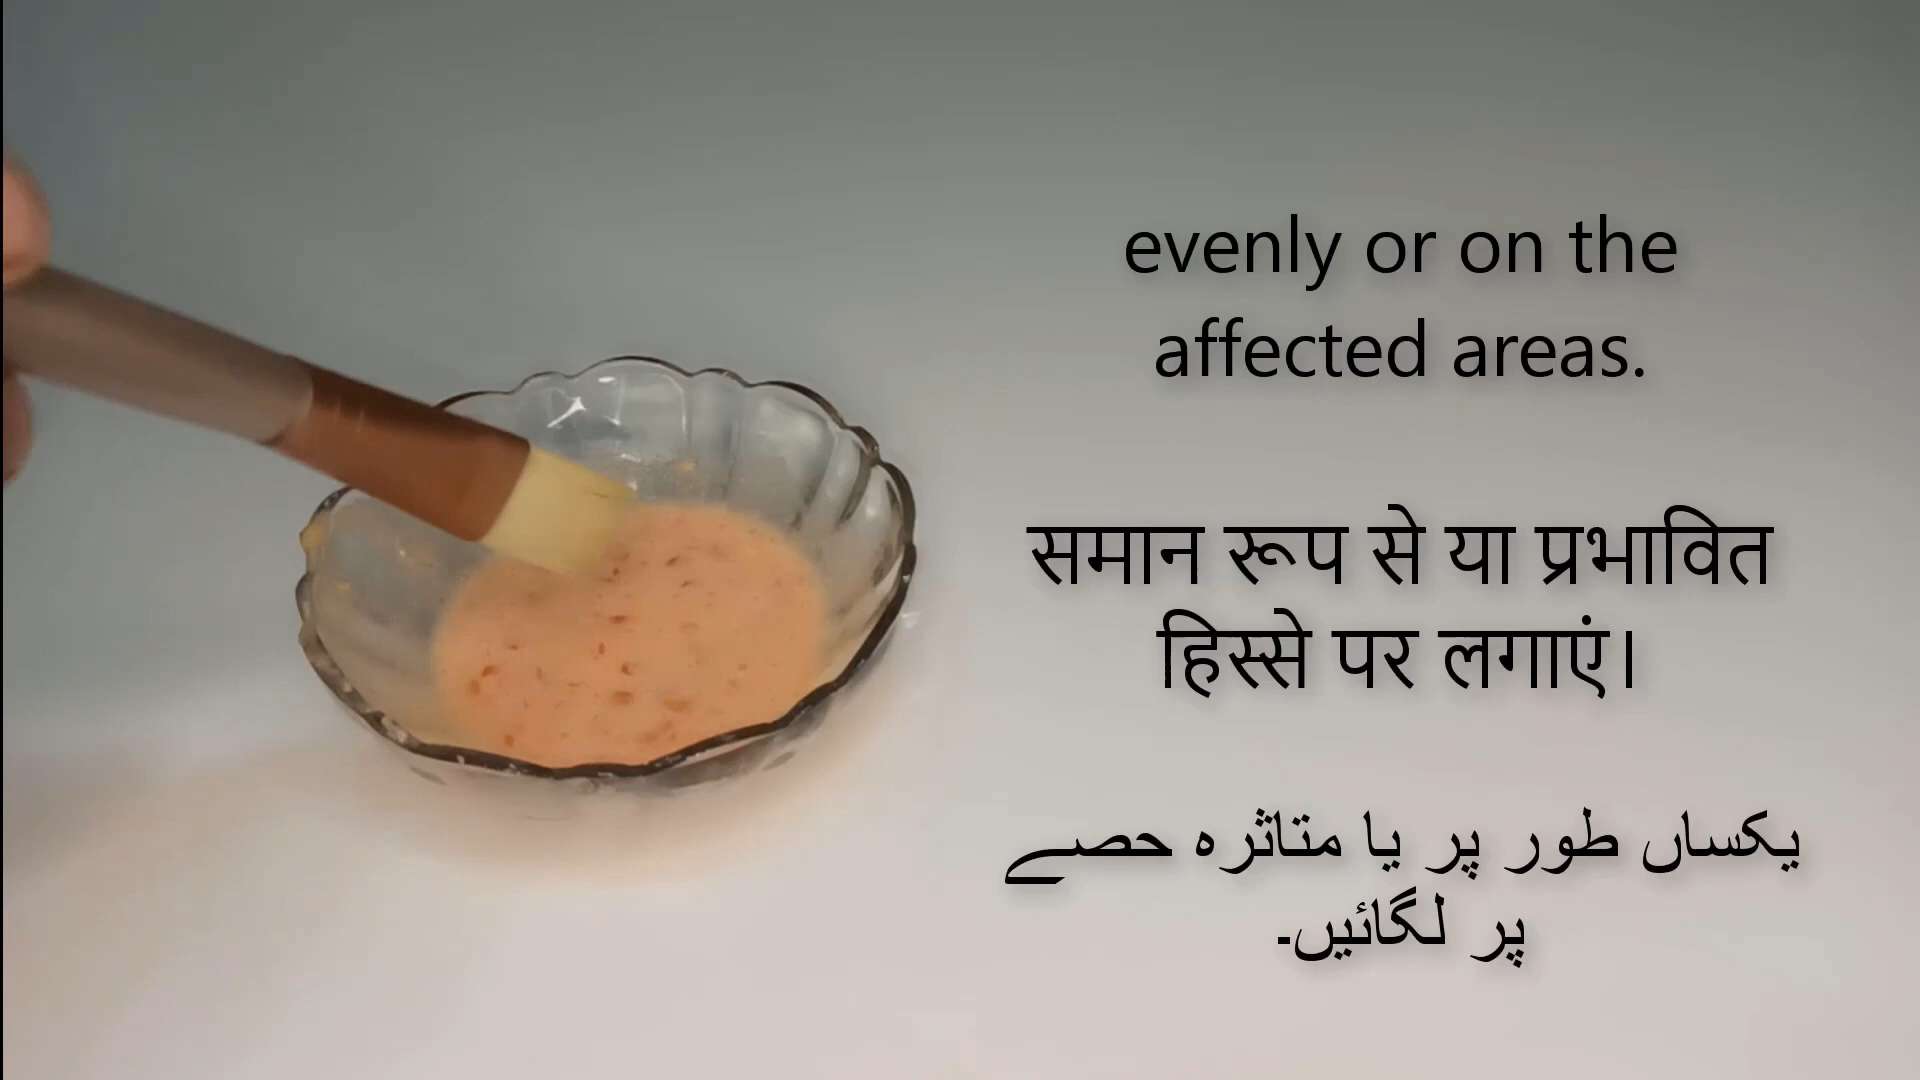 evenly or on the
affected areas.
समान रूप से या प्रभावित
हिस्से पर लगाएं।
یکساں طور پر یا متاثرہ حصے
پر لگائیں۔